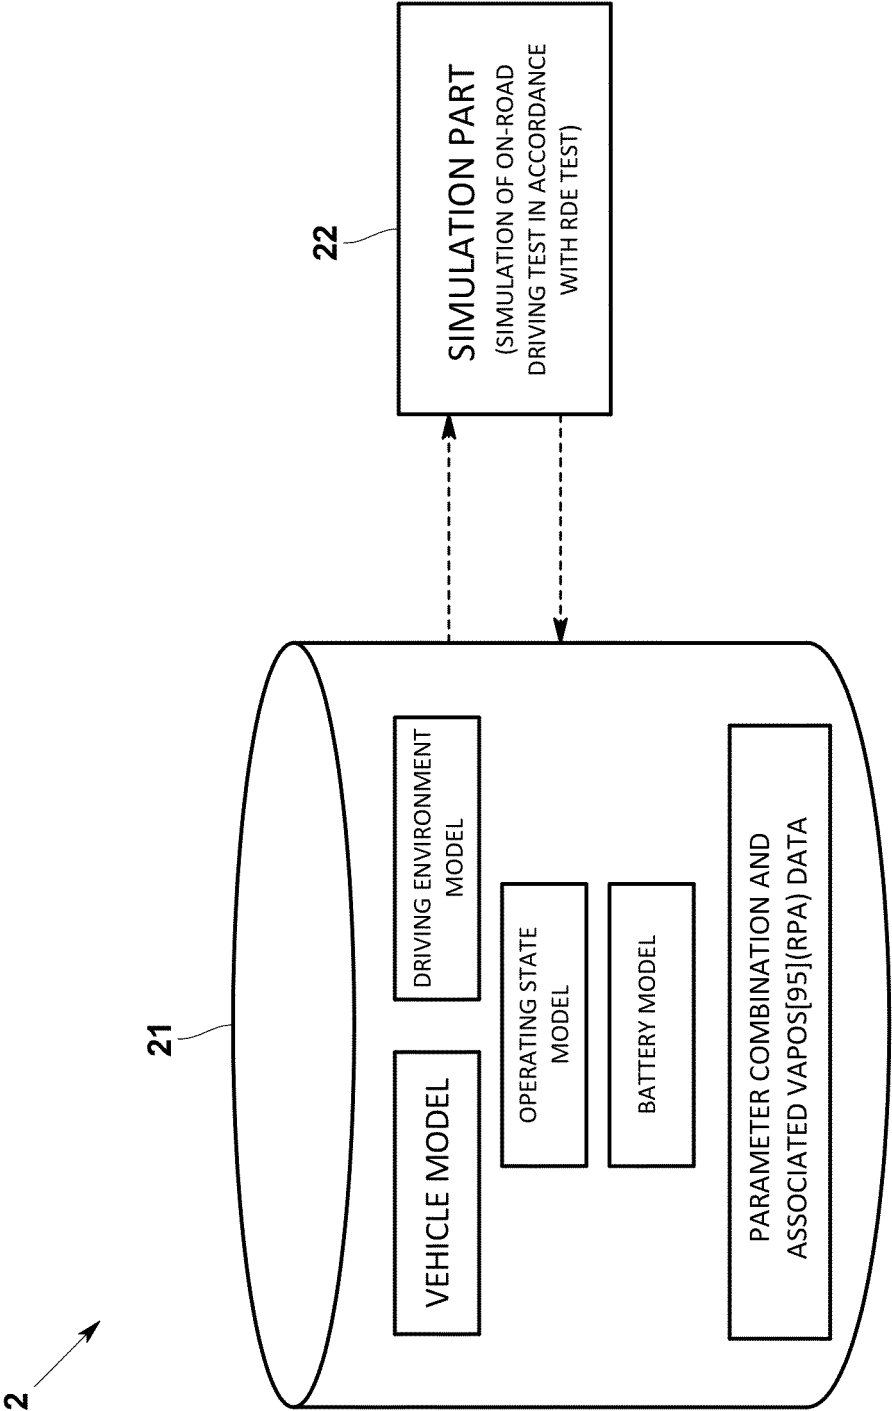 2
21
22
VEHICLE MODEL
DRIVING ENVIRONMENT
MODEL
OPERATING STATE
MODEL
BATTERY MODEL
PARAMETER COMBINATION AND
ASSOCIATED VAPOS[95](RPA) DATA
SIMULATION PART
(SIMULATION OF ON-ROAD
DRIVING TEST IN ACCORDANCE
WITH RDE TEST)